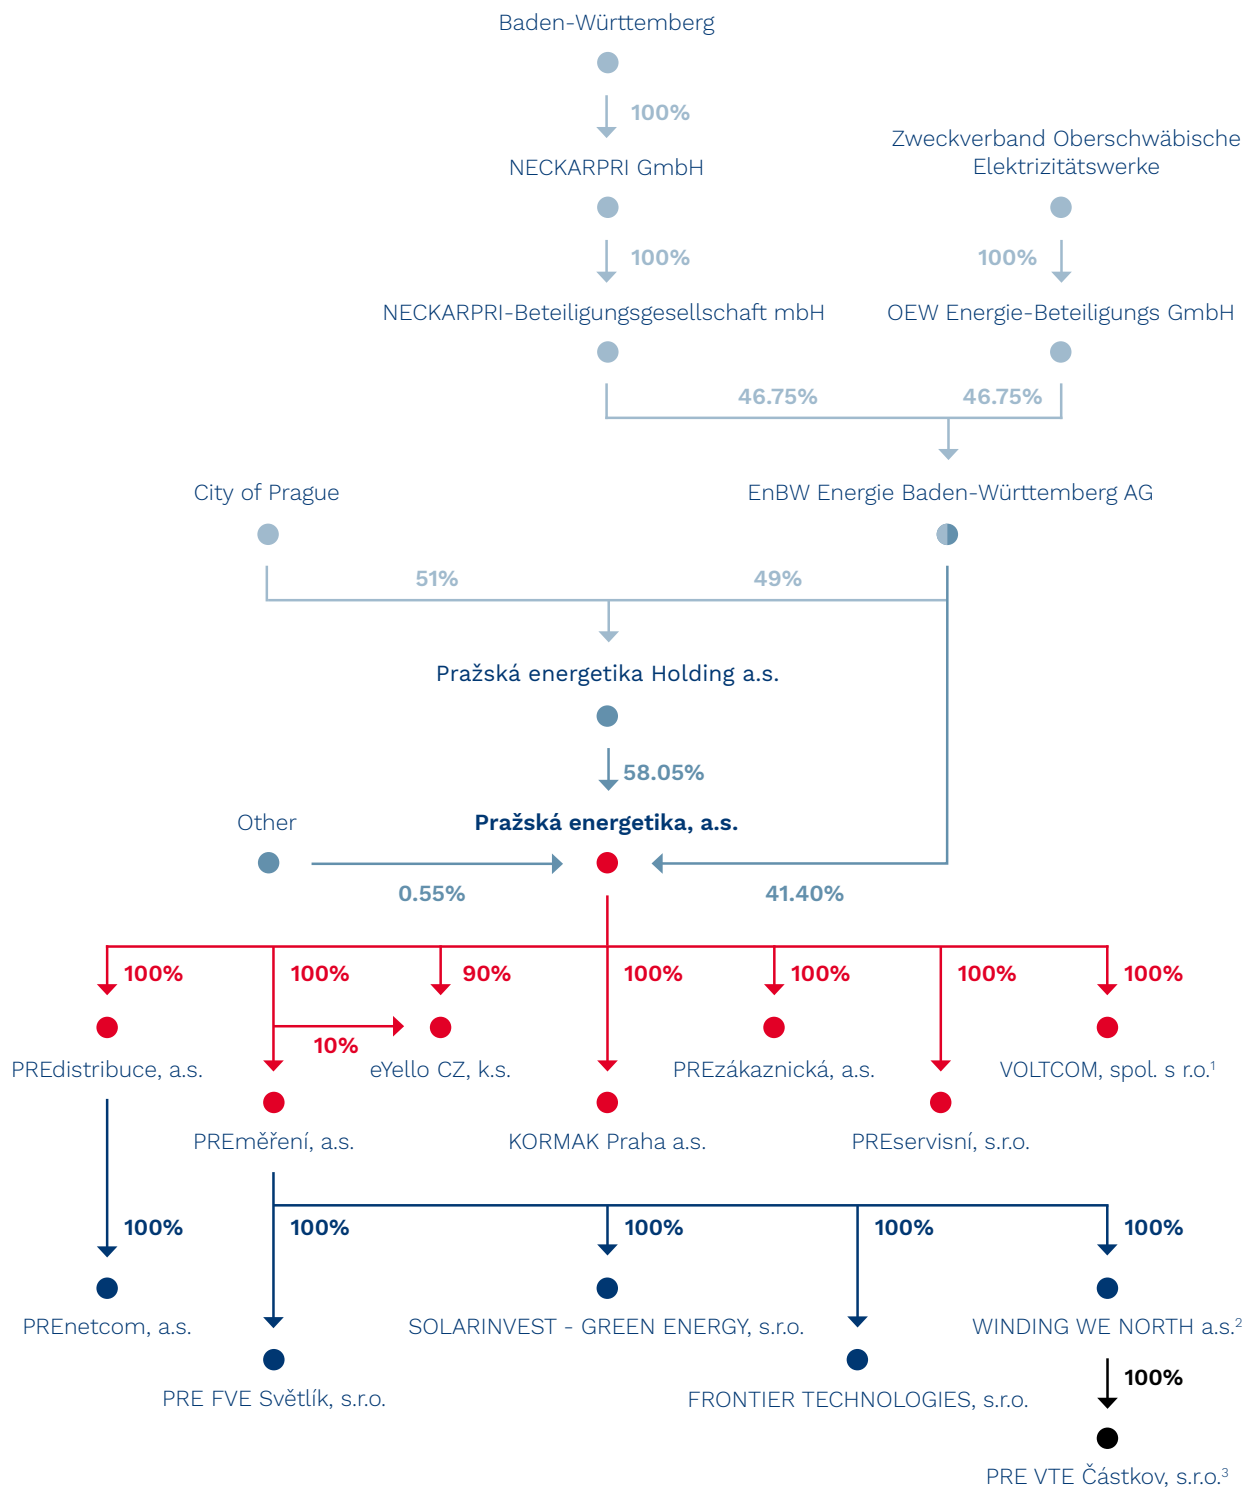 Baden-Württemberg
100%
Zweckverband Oberschwäbische
Elektrizitätswerke
NECKARPRI GmbH
100%
100%
NECKARPRI-Beteiligungsgesellschaft mbH
OEW Energie-Beteiligungs GmbH
46.75%
46.75%
City of Prague
EnBW Energie Baden-Württemberg AG
51%
49%
Pražská energetika Holding a.s.
58.05%
Other
Pražská energetika, a.s.
0.55%
41.40%
100%
100%
90%
100%
100%
100%
100%
10%
PREdistribuce, a.s.
eYello CZ, k.s.
PREzákaznická, a.s.
VOLTCOM, spol. s r.o.¹
PREměření, a.s.
KORMAK Praha a.s.
PREservisní, s.r.o.
100%
100%
100%
100%
100%
PREnetcom, a.s.
SOLARINVEST - GREEN ENERGY, s.r.o.
WINDING WE NORTH a.s.²
PRE FVE Světlík, s.r.o.
FRONTIER TECHNOLOGIES, s.r.o.
100%
PRE VTE Částkov, s.r.o.³